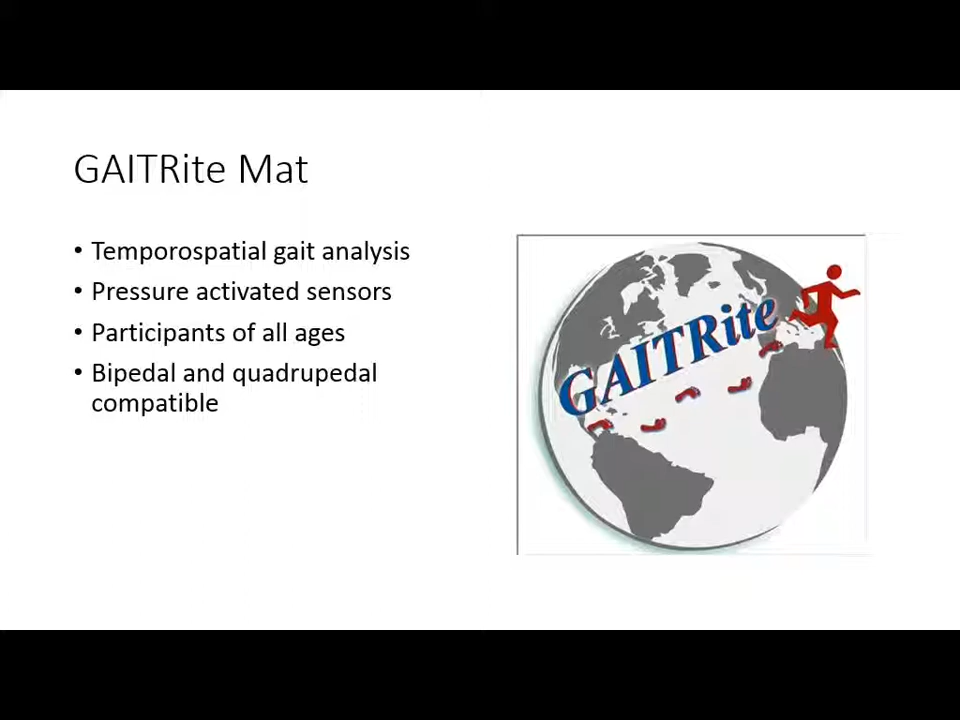 GAITRite Mat
• Temporospatial gait analysis
• Pressure activated sensors
• Participants of all ages
• Bipedal and quadrupedal
compatible
GAITRite